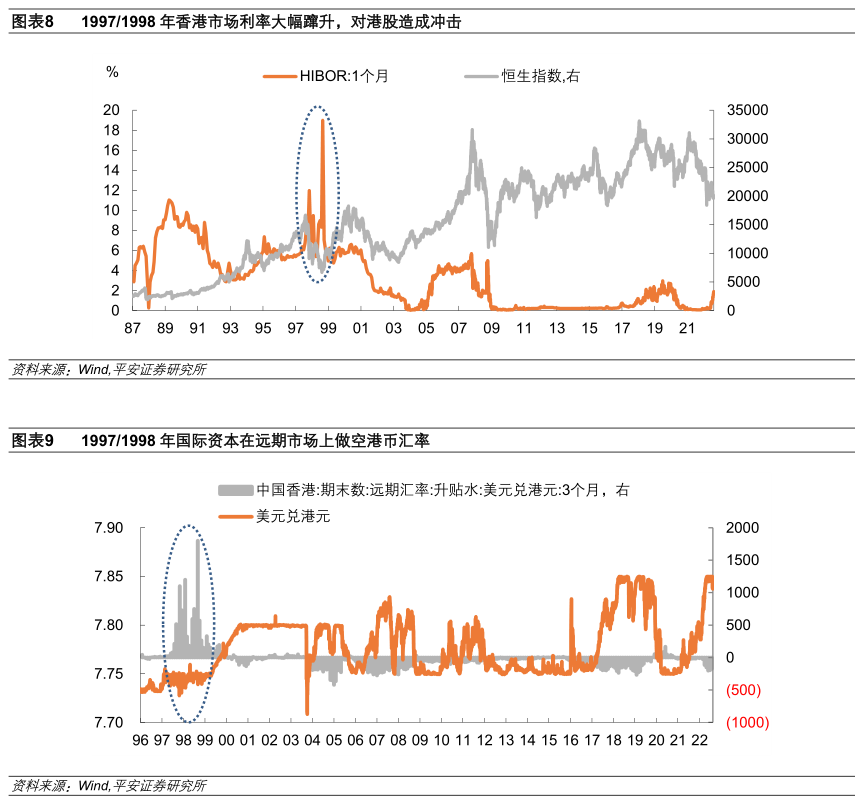 图表8 1997/1998 年香港市场利率大幅蹿升，对港股造成冲击
% HIBOR:1个月 恒生指数,右
20 35000
18 30000
16 25000
14
12 20000
10 15000
8
6 10000
4 5000
2
0 0
87 89 91 93 95 97 99 01 03 05 07 09 11 13 15 17 19 21
资料来源：Wind,平安证券研究所
图表9 1997/1998 年国际资本在远期市场上做空港币汇率
中国香港:期末数:远期汇率:升贴水:美元兑港元:3个月，右
美元兑港元
7.90 2000
1500
7.85 1000
7.80 500
0
7.75 (500)
7.70 (1000)
96 97 98 99 00 01 02 03 04 05 06 07 08 09 10 11 12 13 14 15 16 17 18 19 20 21 22
资料来源：Wind,平安证券研究所